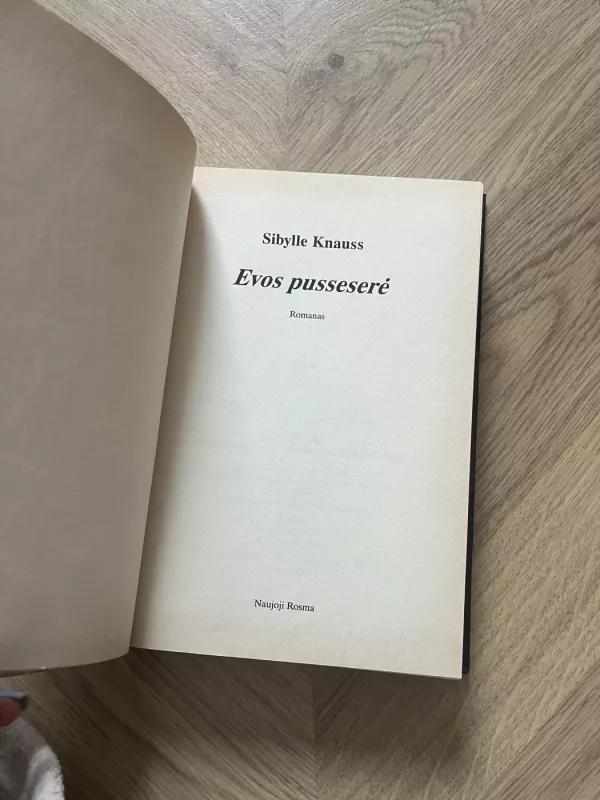 Sibylle Knauss
Evos pusseserė
Romanas
Naujoji Rosma